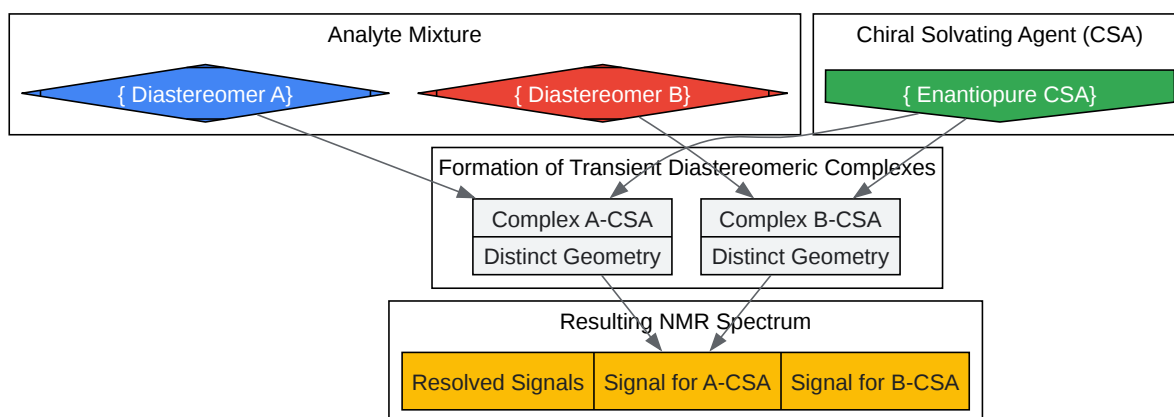 Analyte Mixture
Chiral Solvating Agent (CSA)
{ Diastereomer A}
{ Diastereomer B}
{ Enantiopure CSA}
Formation of Transient Diastereomeric Complexes
Complex A-CSA
Distinct Geometry
Complex B-CSA
Distinct Geometry
Resulting NMR Spectrum
Resolved Signals
Signal for A-CSA
Signal for B-CSA